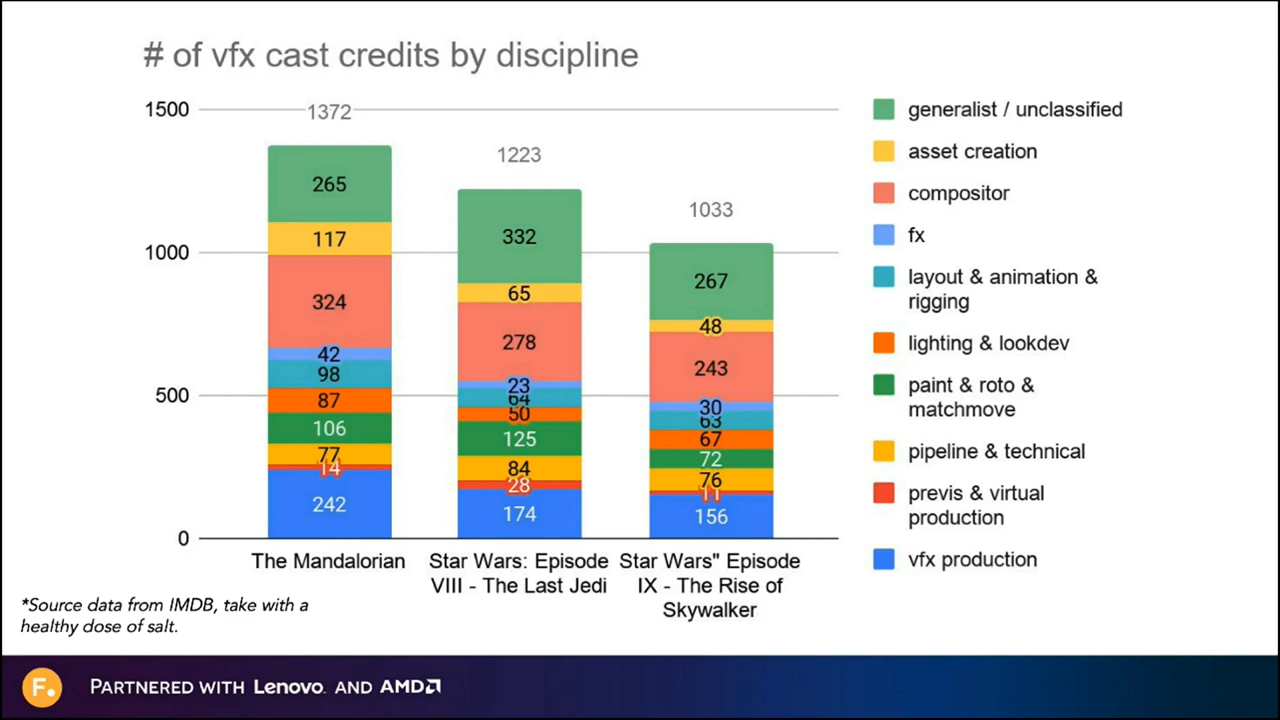 # of vfx cast credits by discipline
1500
1000
500
0
1372
265
117
324
42
98
87
106
77
14
242
1223
332
65
278
23
64
50
125
84
28
174
1033
267
48
243
30
63
67
72
76
11
156
The Mandalorian
Star Wars: Episode
VIII - The Last Jedi
Star Wars" Episode
IX - The Rise of
Skywalker
generalist / unclassified
asset creation
compositor
fx
layout & animation &
rigging
lighting & lookdev
paint & roto &
matchmove
pipeline & technical
previs & virtual
production
vfx production
*Source data from IMDB, take with a
healthy dose of salt.
F. PARTNERED WITH Lenovo. AND AMD